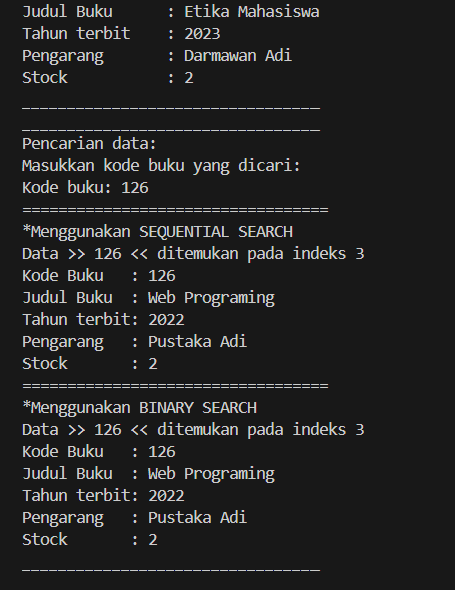 Judul Buku      : Etika Mahasiswa
Tahun terbit    : 2023
Pengarang       : Darmawan Adi
Stock           : 2
_________________________________
_________________________________
Pencarian data:
Masukkan kode buku yang dicari:
Kode buku: 126
==================================
*Menggunakan SEQUENTIAL SEARCH
Data >> 126 << ditemukan pada indeks 3
Kode Buku   : 126
Judul Buku  : Web Programing
Tahun terbit: 2022
Pengarang   : Pustaka Adi
Stock       : 2
==================================
*Menggunakan BINARY SEARCH
Data >> 126 << ditemukan pada indeks 3
Kode Buku   : 126
Judul Buku  : Web Programing
Tahun terbit: 2022
Pengarang   : Pustaka Adi
Stock       : 2
_________________________________